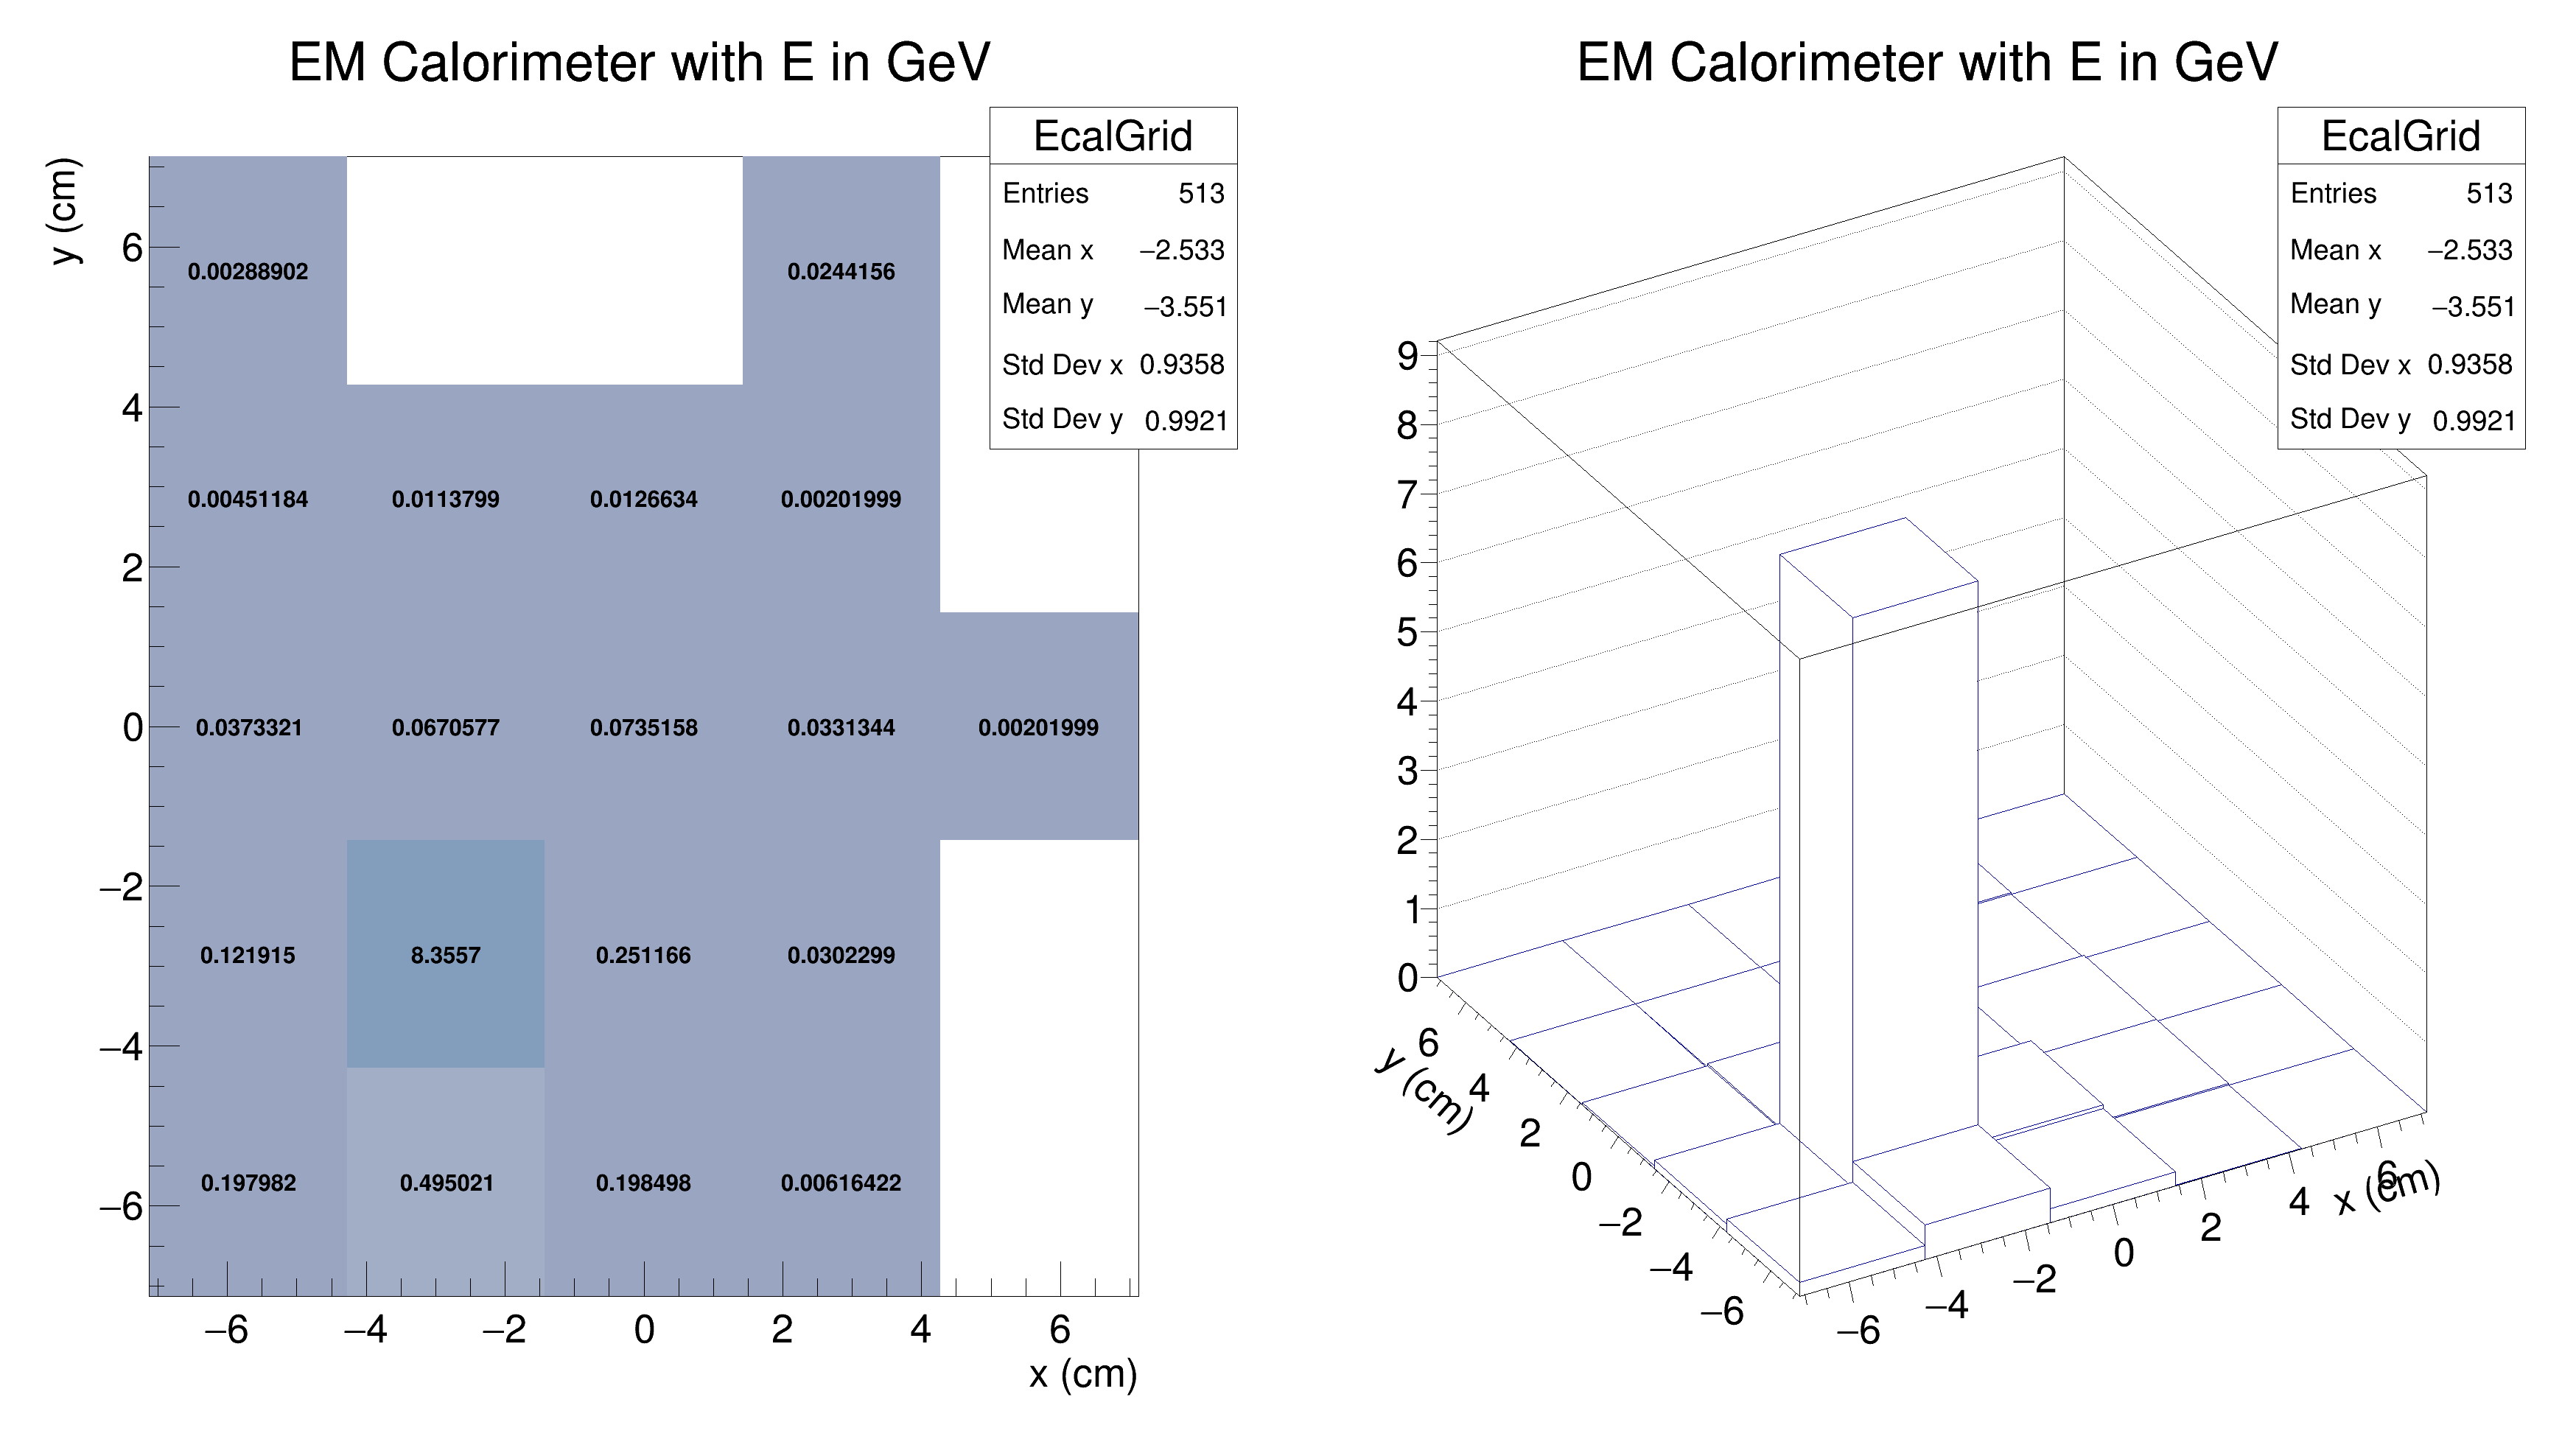 EM Calorimeter with E in GeV
EcalGrid
Entries 513
Mean x −2.533
Mean y −3.551
Std Dev x 0.9358
Std Dev y 0.9921
y (cm)
6
4
2
0
−2
−4
−6
0.00288902 0.0244156
0.00451184 0.0113799 0.0126634 0.00201999
0.0373321 0.0670577 0.0735158 0.0331344 0.00201999
0.121915 8.3557 0.251166 0.0302299
0.197982 0.495021 0.198498 0.00616422
−6 −4 −2 0 2 4 6
x (cm)
EM Calorimeter with E in GeV
EcalGrid
Entries 513
Mean x −2.533
Mean y −3.551
Std Dev x 0.9358
Std Dev y 0.9921
9
8
7
6
5
4
3
2
1
0
6
4
2
0
−2
−4
−6
y (cm)
−6
−4
−2
0
2
4
6
x (cm)